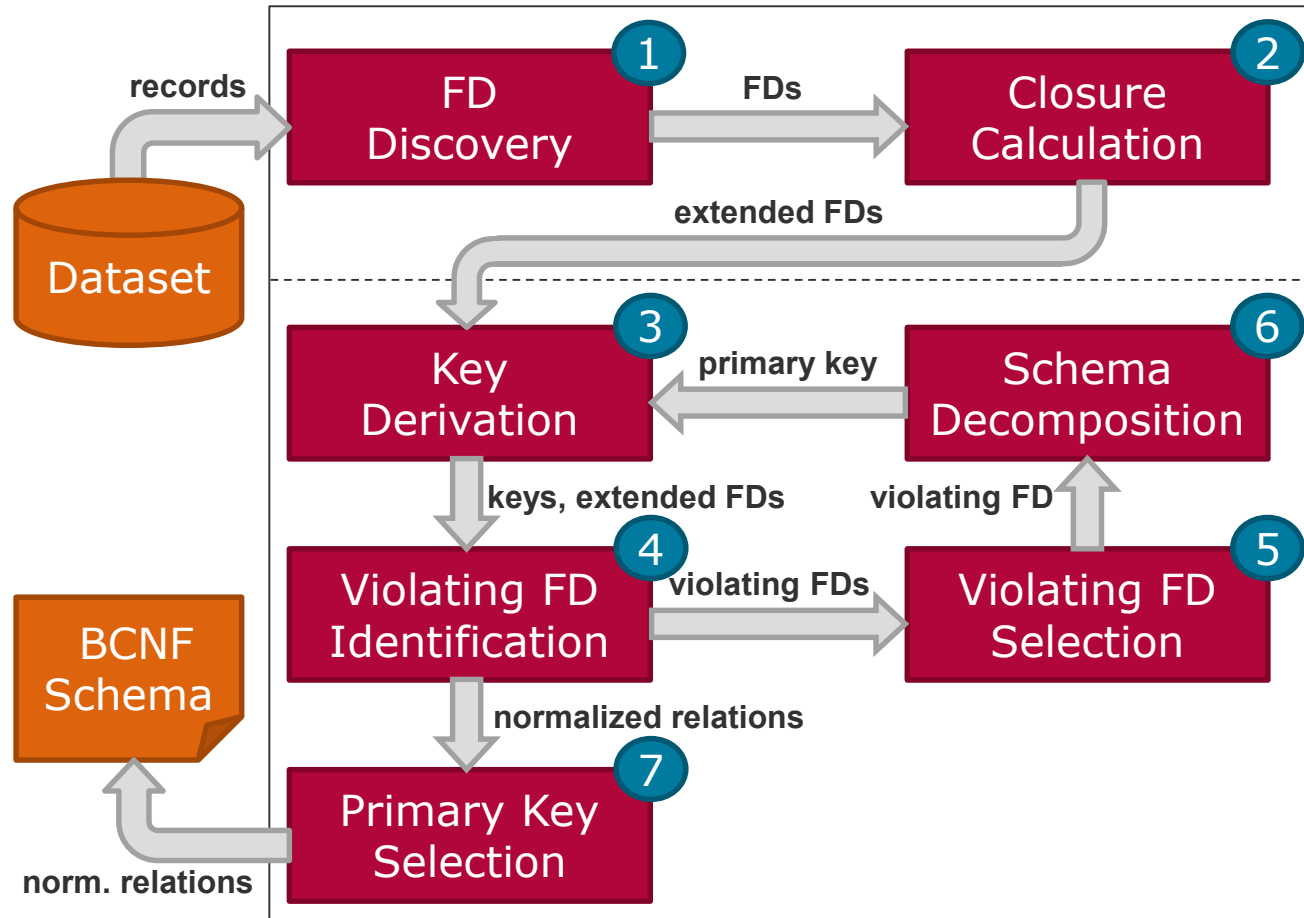 1
2
records
FD
Discovery
FDs
Closure
Calculation
extended FDs
Dataset
3
6
Key
Derivation
primary key
Schema
Decomposition
keys, extended FDs
violating FD
4
5
Violating FD
Identification
violating FDs
Violating FD
Selection
BCNF
Schema
normalized relations
7
Primary Key
Selection
norm. relations